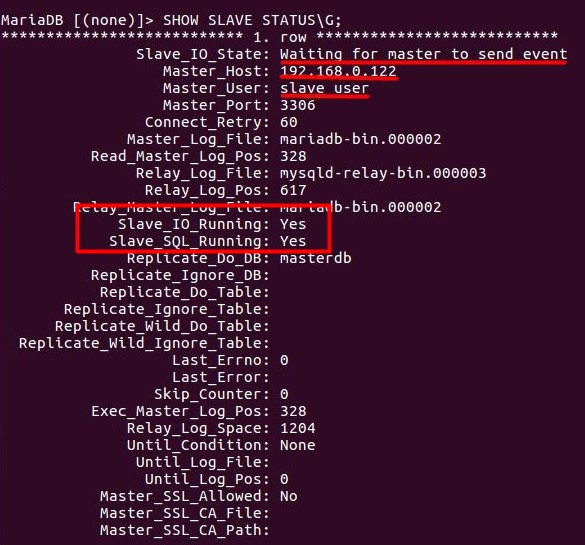 MariaDB [(none)]> SHOW SLAVE STATUS\G;
*************************** 1. row ***************************
Slave_IO_State: Waiting for master to send event
Master_Host: 192.168.0.122
Master_User: slave_user
Master_Port: 3306
Connect_Retry: 60
Master_Log_File: mariadb-bin.000002
Read_Master_Log_Pos: 328
Relay_Log_File: mysqld-relay-bin.000003
Relay_Log_Pos: 617
Relay_Master_Log_File: mariadb-bin.000002
Slave_IO_Running: Yes
Slave_SQL_Running: Yes
Replicate_Do_DB: masterdb
Replicate_Ignore_DB:
Replicate_Do_Table:
Replicate_Ignore_Table:
Replicate_Wild_Do_Table:
Replicate_Wild_Ignore_Table:
Last_Errno: 0
Last_Error:
Skip_Counter: 0
Exec_Master_Log_Pos: 328
Relay_Log_Space: 1204
Until_Condition: None
Until_Log_File:
Until_Log_Pos: 0
Master_SSL_Allowed: No
Master_SSL_CA_File:
Master_SSL_CA_Path: